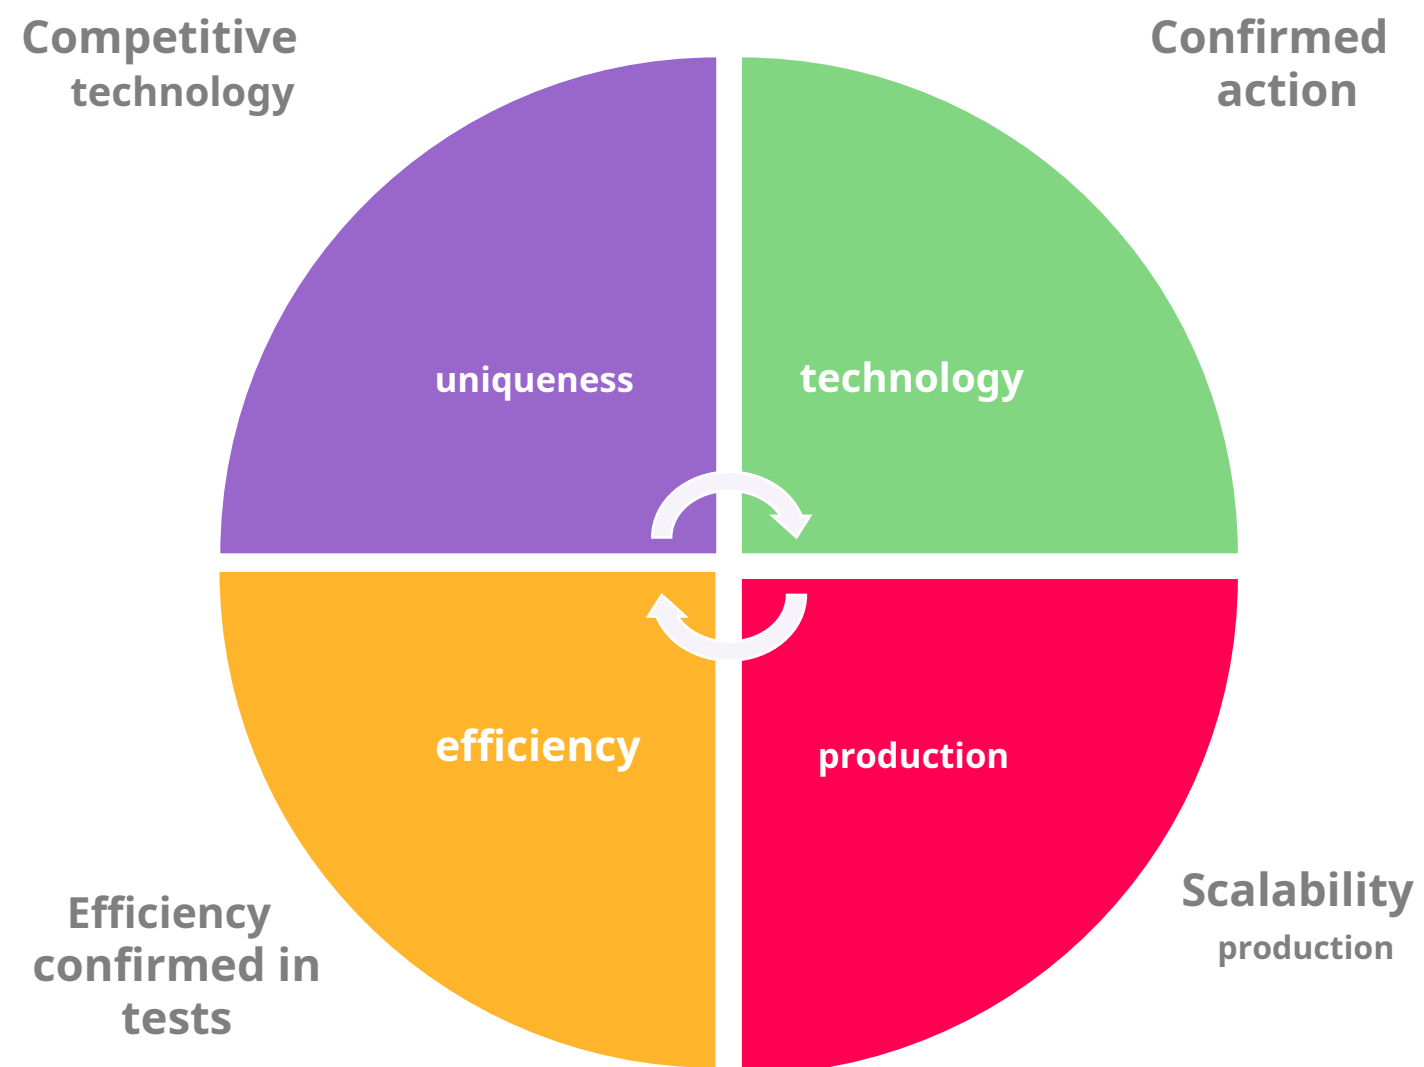 Competitive
technology
Confirmed
action
uniqueness
technology
efficiency
production
Efficiency
confirmed in
tests
Scalability
production